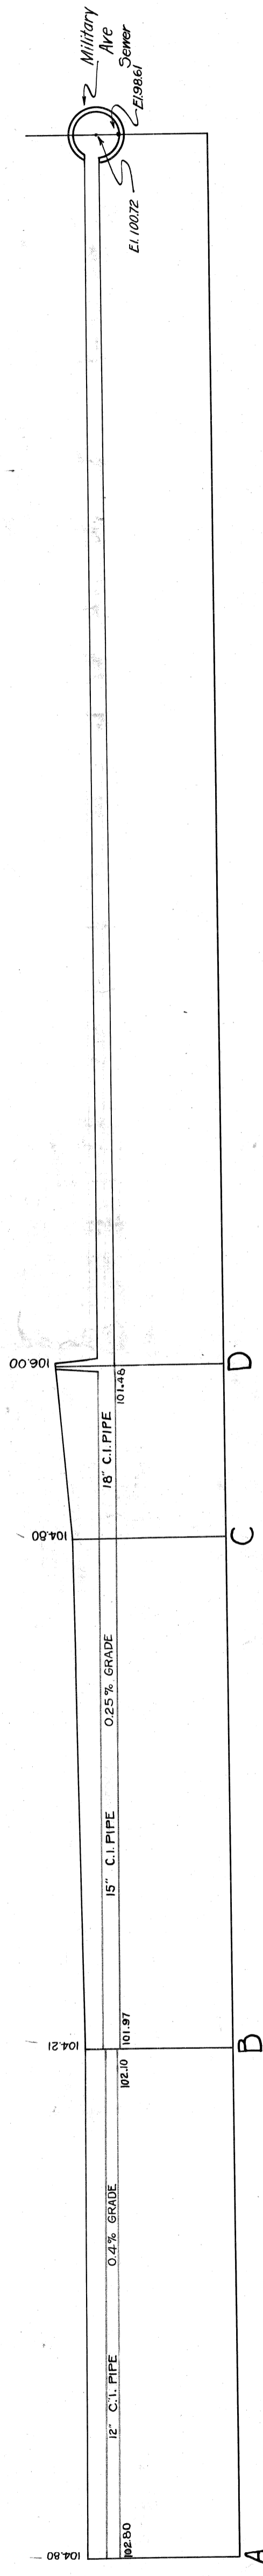 Military
Ave
Sewer
El.98.61
El. 100.72
106.00
D
101.48
18" C.I. PIPE
104.80
C
0.25% GRADE
15" C.I. PIPE
104.21
B
101.97
102.10
0.4% GRADE
12" C.I. PIPE
104.80
102.80
A